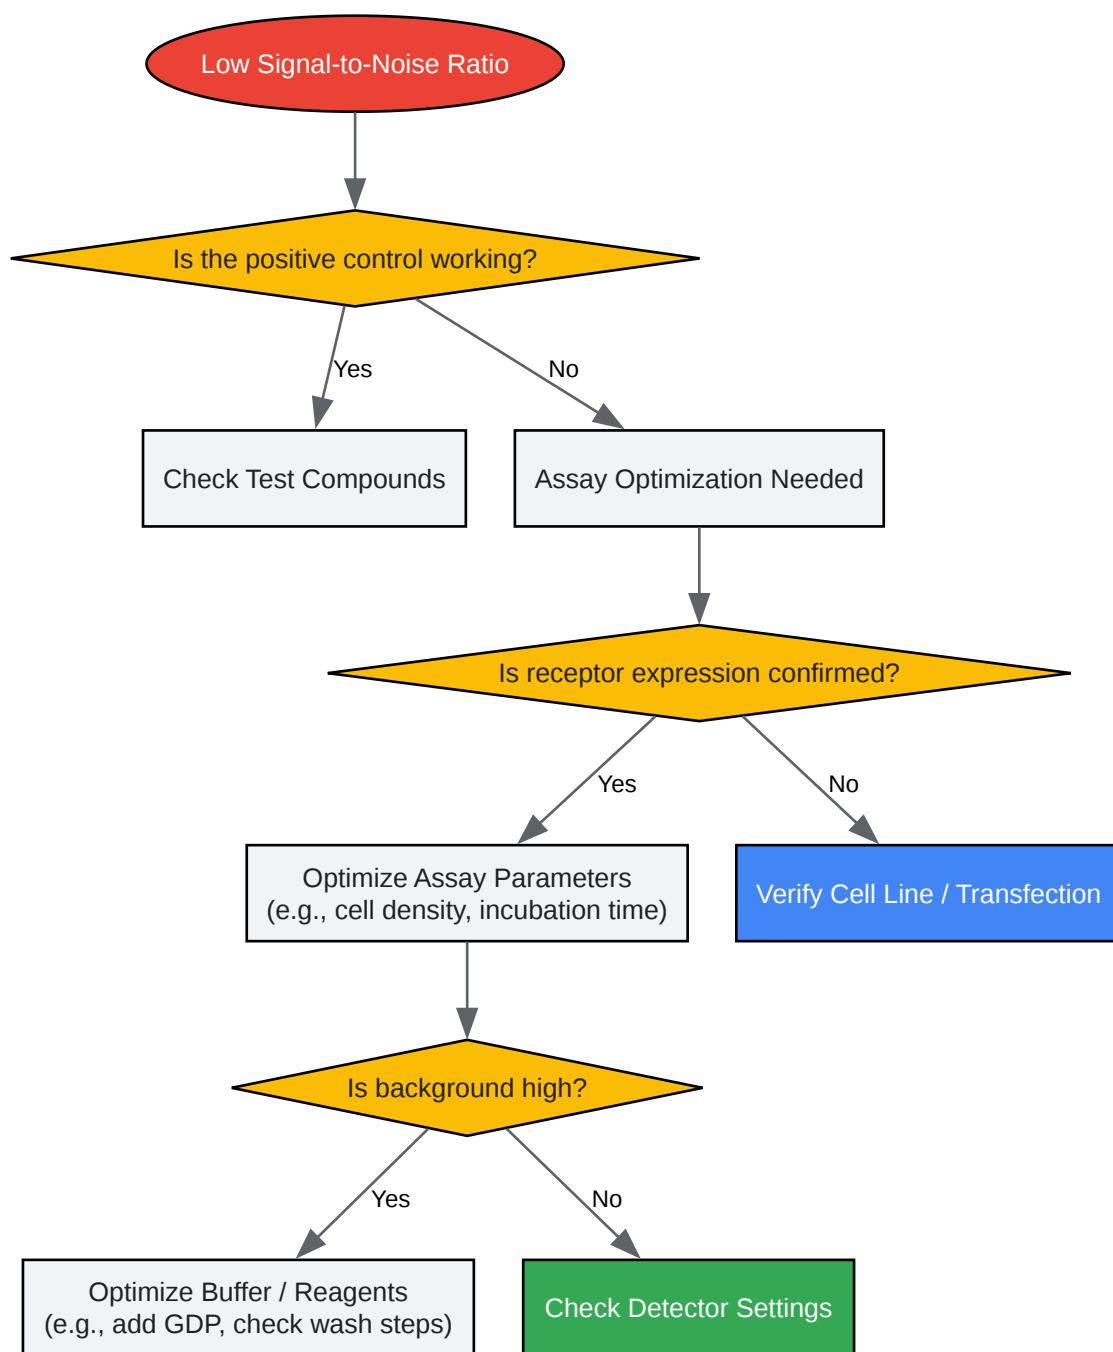 Low Signal-to-Noise Ratio
Is the positive control working?
Yes
No
Check Test Compounds
Assay Optimization Needed
Is receptor expression confirmed?
Yes
No
Optimize Assay Parameters
(e.g., cell density, incubation time)
Verify Cell Line / Transfection
Is background high?
Yes
No
Optimize Buffer / Reagents
(e.g., add GDP, check wash steps)
Check Detector Settings